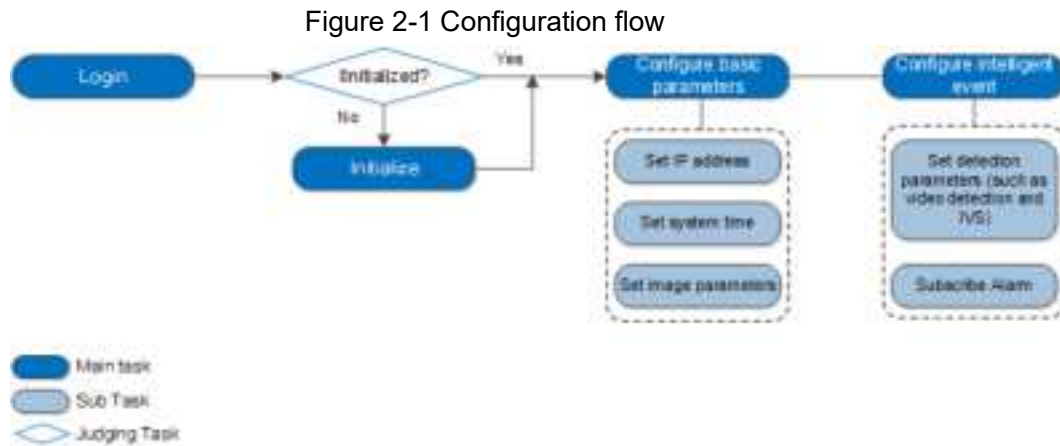 Figure 2-1 Configuration flow
Login
Initialized?
Yes
No
Initialize
Configure basic
parameters
Configure intelligent
event
Set IP address
Set system time
Set image parameters
Set detection
parameters (such as
video detection and
IVS)
Subscribe Alarm
Main task
Sub Task
Judging Task